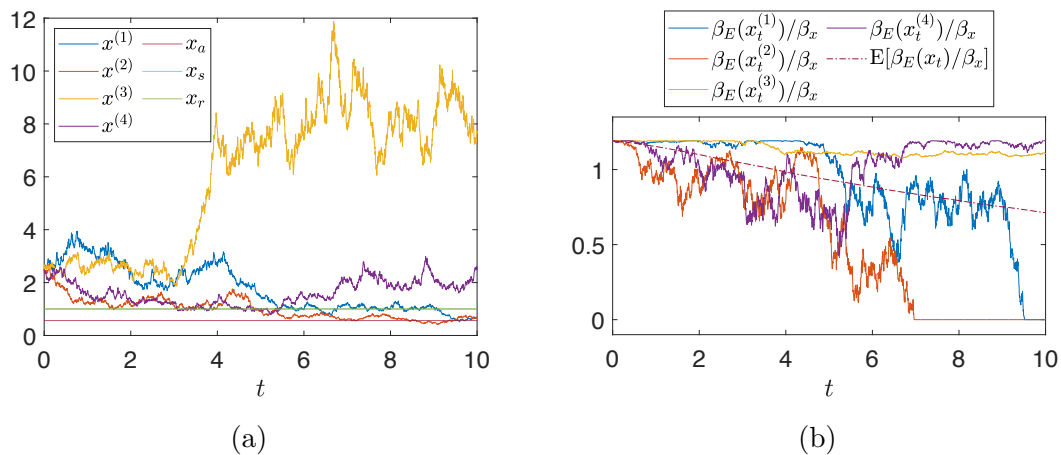 12
10
8
6
4
2
0
x^{(1)} x_a
x^{(2)} x_s
x^{(3)} x_r
x^{(4)}
0 2 4 6 8 10
t
(a)
β_E(x_t^{(1)})/β_x β_E(x_t^{(4)})/β_x
β_E(x_t^{(2)})/β_x E[β_E(x_t)/β_x]
β_E(x_t^{(3)})/β_x
1
0.5
0
0 2 4 6 8 10
t
(b)